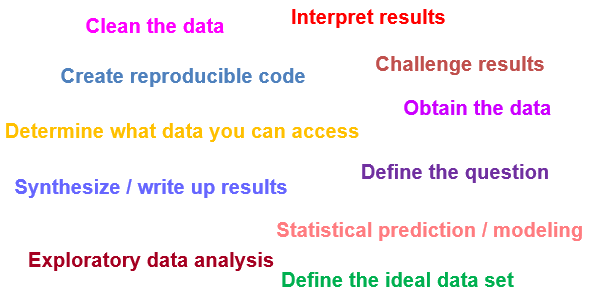 Interpret results
Clean the data
Challenge results
Create reproducible code
Obtain the data
Determine what data you can access
Define the question
Synthesize / write up results
Statistical prediction / modeling
Exploratory data analysis
Define the ideal data set